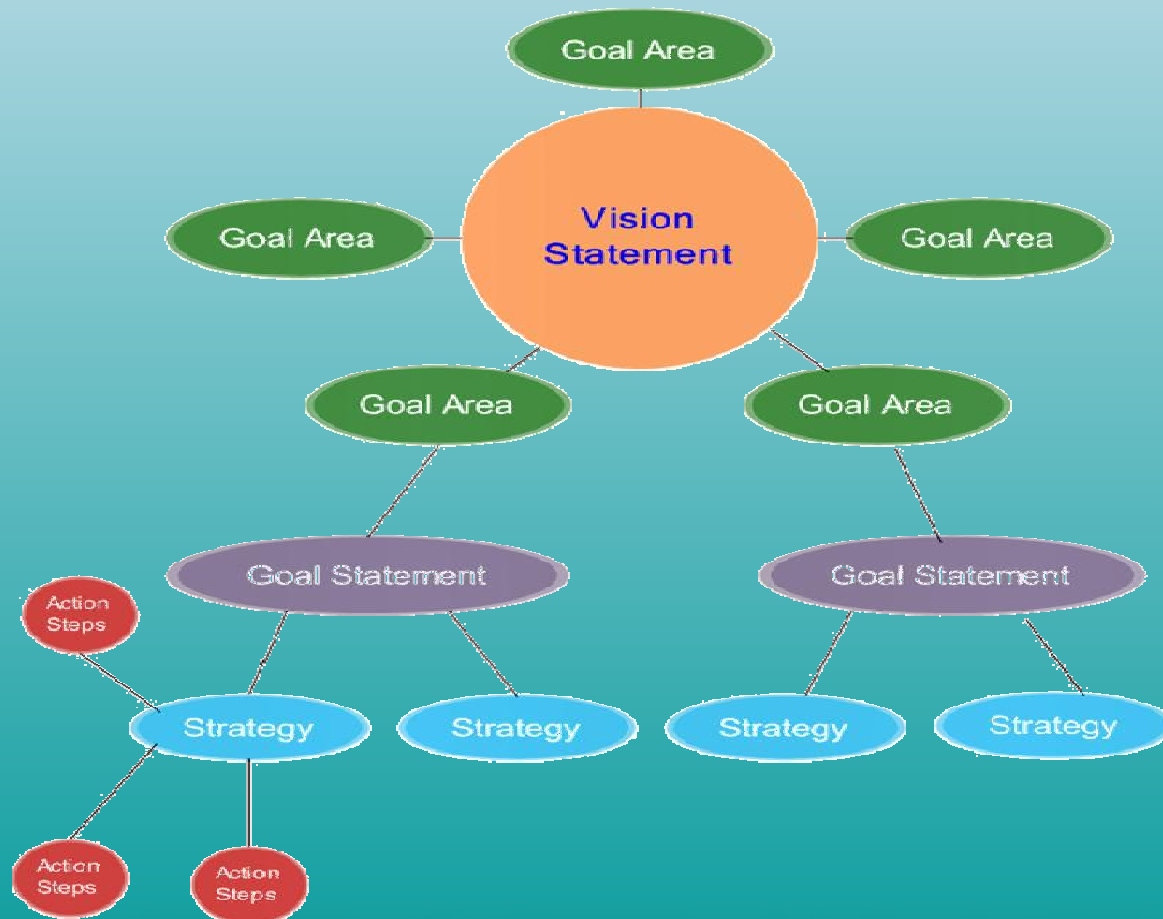 Goal Area
Vision
Statement
Goal Area
Goal Area
Goal Area
Goal Area
Goal Statement
Goal Statement
Action
Steps
Strategy
Strategy
Strategy
Strategy
Action
Steps
Action
Steps